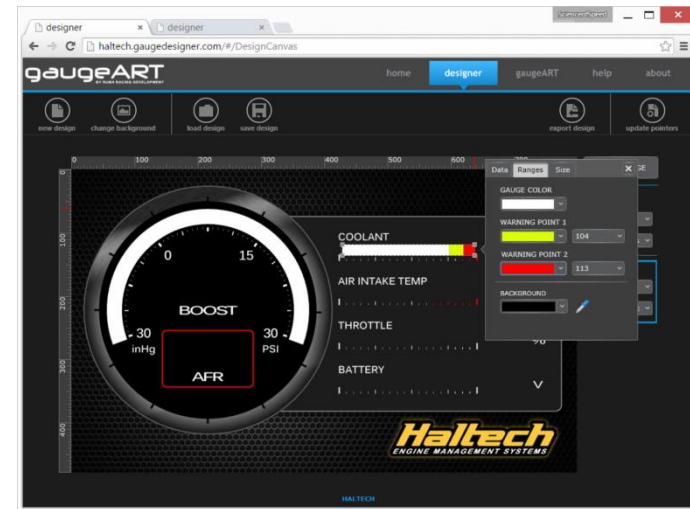 designer
designer
haltech.gaugedesigner.com/#/DesignCanvas
gaugeART
home
designer
gaugeART
help
about
new design
change background
load design
save design
export design
update pointers
0 100 200 300 400 500 600
0
100
200
300
400
Data Ranges Size
GAUGE COLOR
WARNING POINT 1
104
WARNING POINT 2
113
BACKGROUND
0 15
BOOST
30 30
inHg PSI
AFR
COOLANT
AIR INTAKE TEMP
THROTTLE
%
BATTERY
V
Haltech
ENGINE MANAGEMENT SYSTEMS
HALTECH